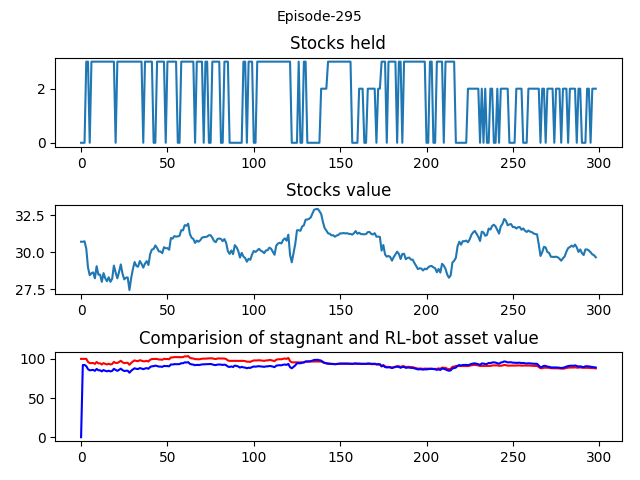 Episode-295
Stocks held
2
0
0 50 100 150 200 250 300
Stocks value
32.5
30.0
27.5
0 50 100 150 200 250 300
Comparision of stagnant and RL-bot asset value
100
50
0
0 50 100 150 200 250 300